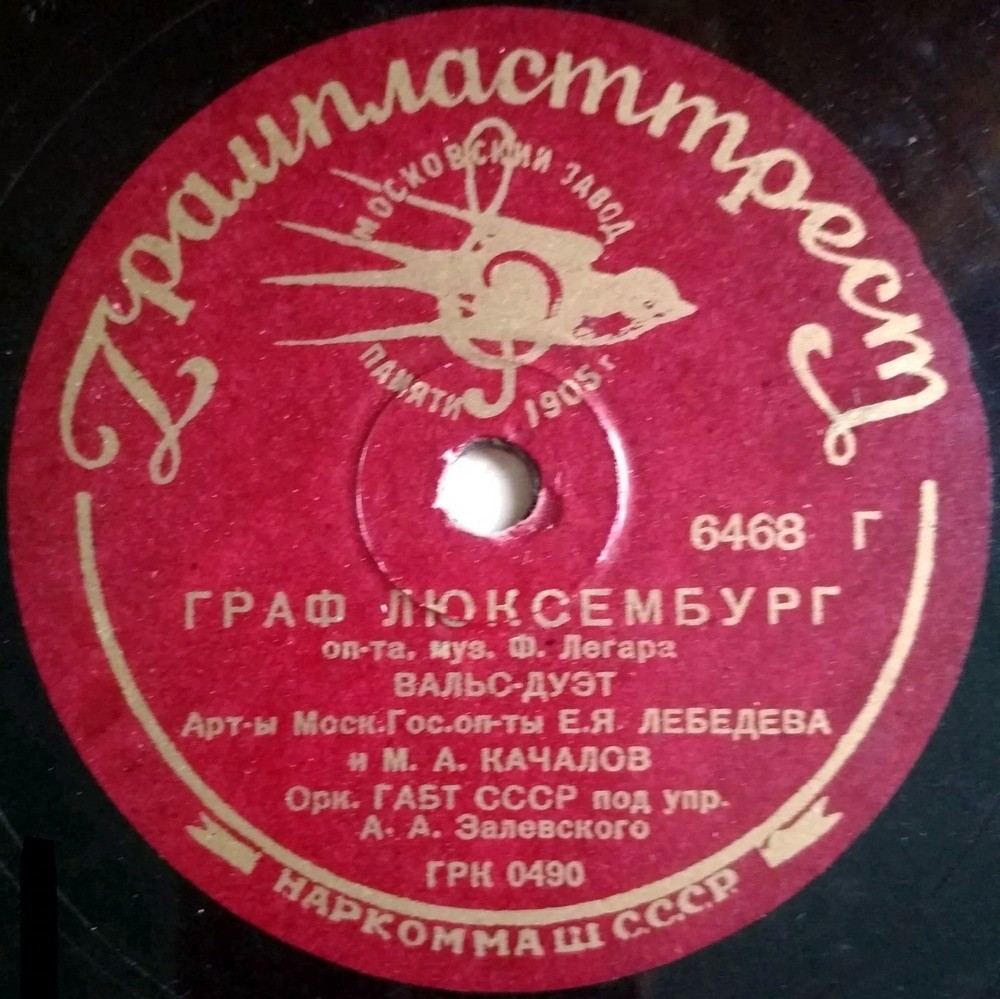 Грампласттрест
МОСКОВСКИЙ ЗАВОД
ПАМЯТИ 1905 г
6468 Г
ГРАФ ЛЮКСЕМБУРГ
оп-та, муз. Ф. Легара
ВАЛЬС-ДУЭТ
Арт-ы Моск.Гос.оп-ты Е.Я. ЛЕБЕДЕВА
и М. А. КАЧАЛОВ
Орк. ГАБТ СССР под упр.
А. А. Залевского
ГРК 0490
НАРКОММАШ СССР